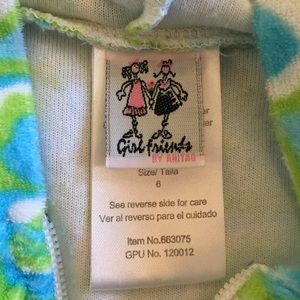 Girl friends
BY ANITAG
Size/ Talla
6
See reverse side for care
Ver al reverso para el cuidado
Item No.663075
GPU No. 120012